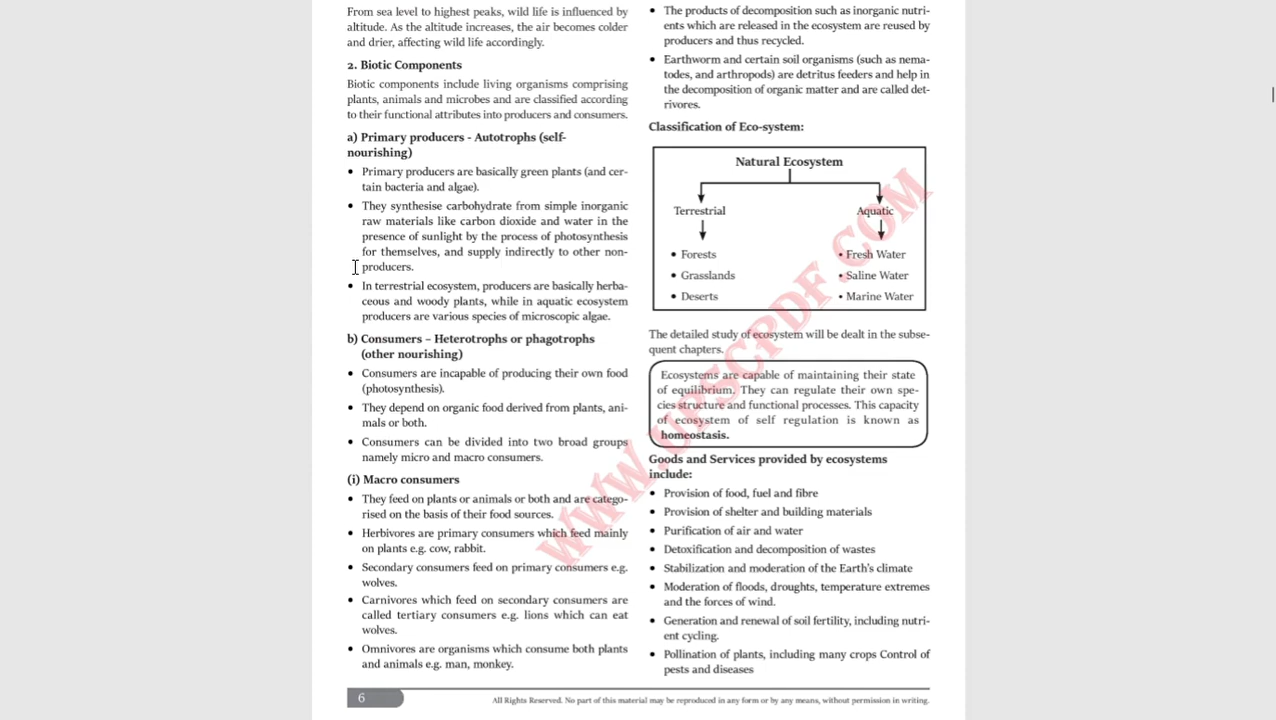 From sea level to highest peaks, wild life is influenced by
altitude. As the altitude increases, the air becomes colder
and drier, affecting wild life accordingly.
2. Biotic Components
Biotic components include living organisms comprising
plants, animals and microbes and are classified according
to their functional attributes into producers and consumers.
a) Primary producers - Autotrophs (self-
nourishing)
• Primary producers are basically green plants (and cer-
tain bacteria and algae).
• They synthesise carbohydrate from simple inorganic
raw materials like carbon dioxide and water in the
presence of sunlight by the process of photosynthesis
for themselves, and supply indirectly to other non-
producers.
• In terrestrial ecosystem, producers are basically herba-
ceous and woody plants, while in aquatic ecosystem
producers are various species of microscopic algae.
b) Consumers – Heterotrophs or phagotrophs
(other nourishing)
• Consumers are incapable of producing their own food
(photosynthesis).
• They depend on organic food derived from plants, ani-
mals or both.
• Consumers can be divided into two broad groups
namely micro and macro consumers.
(i) Macro consumers
• They feed on plants or animals or both and are catego-
rised on the basis of their food sources.
• Herbivores are primary consumers which feed mainly
on plants e.g. cow, rabbit.
• Secondary consumers feed on primary consumers e.g.
wolves.
• Carnivores which feed on secondary consumers are
called tertiary consumers e.g. lions which can eat
wolves.
• Omnivores are organisms which consume both plants
and animals e.g. man, monkey.
• The products of decomposition such as inorganic nutri-
ents which are released in the ecosystem are reused by
producers and thus recycled.
• Earthworm and certain soil organisms (such as nema-
todes, and arthropods) are detritus feeders and help in
the decomposition of organic matter and are called det-
rivores.
Classification of Eco-system:
Natural Ecosystem
Terrestrial Aquatic
• Forests • Fresh Water
• Grasslands • Saline Water
• Deserts • Marine Water
The detailed study of ecosystem will be dealt in the subse-
quent chapters.
Ecosystems are capable of maintaining their state
of equilibrium. They can regulate their own spe-
cies structure and functional processes. This capacity
of ecosystem of self regulation is known as
homeostasis.
Goods and Services provided by ecosystems
include:
• Provision of food, fuel and fibre
• Provision of shelter and building materials
• Purification of air and water
• Detoxification and decomposition of wastes
• Stabilization and moderation of the Earth's climate
• Moderation of floods, droughts, temperature extremes
and the forces of wind.
• Generation and renewal of soil fertility, including nutri-
ent cycling.
• Pollination of plants, including many crops Control of
pests and diseases
WWW.UPSCPDF.COM
6
All Rights Reserved. No part of this material may be reproduced in any form or by any means, without permission in writing.